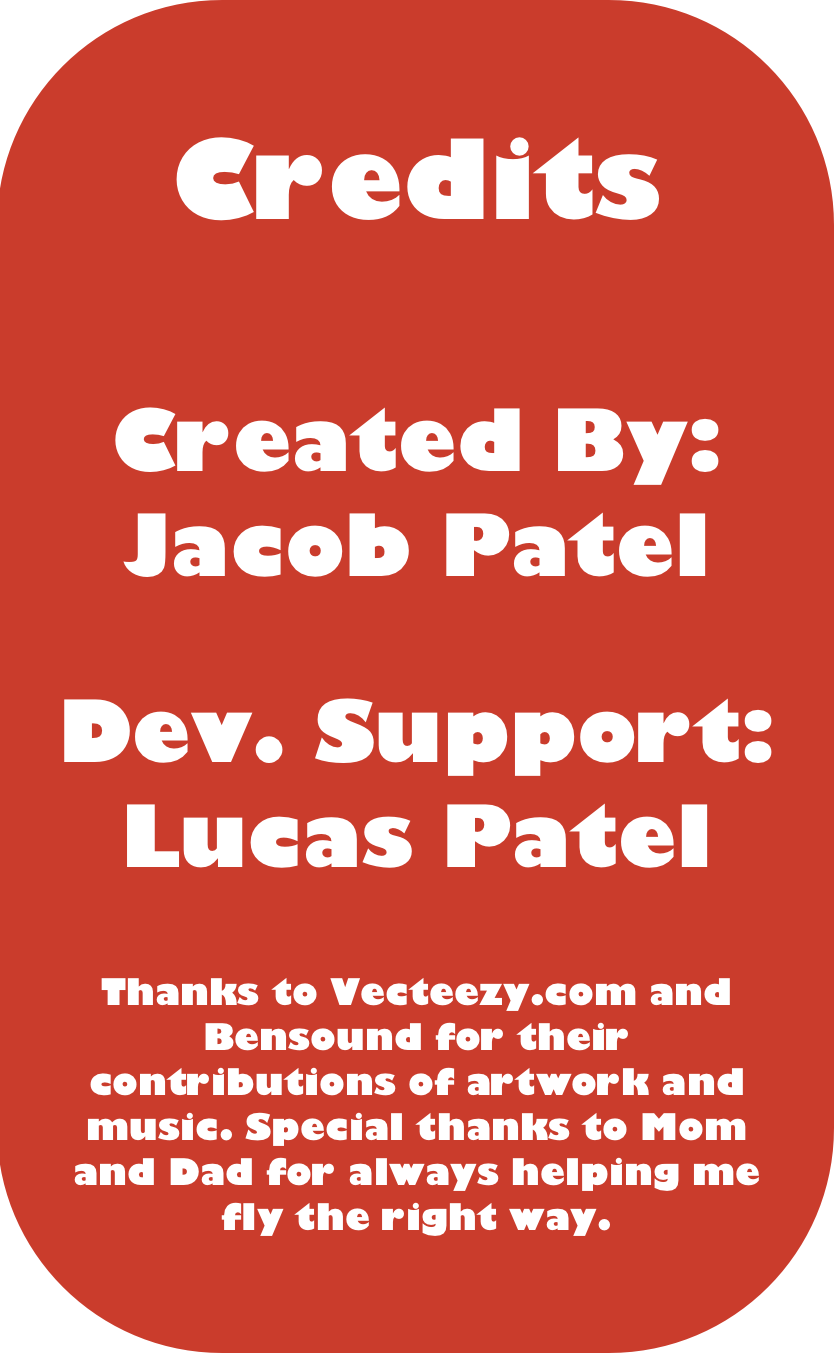 Credits
Created By:
Jacob Patel
Dev. Support:
Lucas Patel
Thanks to Vecteezy.com and
Bensound for their
contributions of artwork and
music. Special thanks to Mom
and Dad for always helping me
fly the right way.